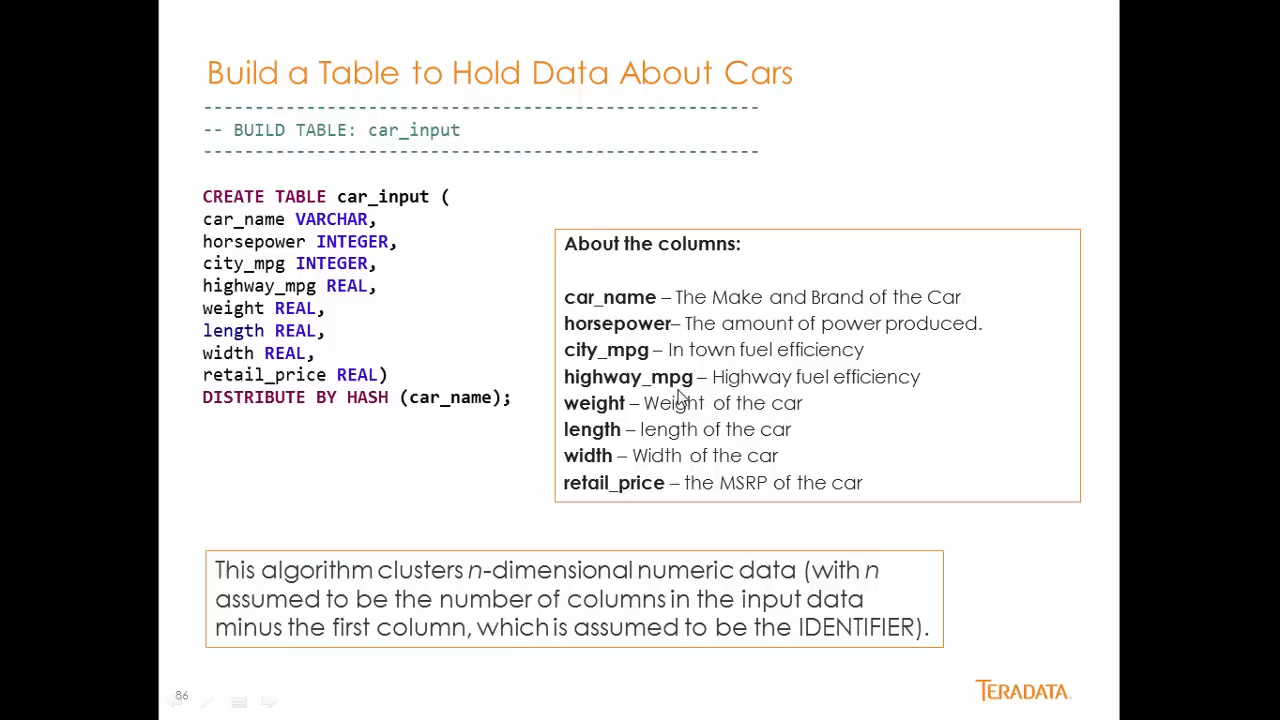 Build a Table to Hold Data About Cars
------------------------------------------------------
-- BUILD TABLE: car_input
------------------------------------------------------
CREATE TABLE car_input (
car_name VARCHAR,
horsepower INTEGER,
city_mpg INTEGER,
highway_mpg REAL,
weight REAL,
length REAL,
width REAL,
retail_price REAL)
DISTRIBUTE BY HASH (car_name);
About the columns:
car_name – The Make and Brand of the Car
horsepower– The amount of power produced.
city_mpg – In town fuel efficiency
highway_mpg – Highway fuel efficiency
weight – Weight of the car
length – length of the car
width – Width of the car
retail_price – the MSRP of the car
This algorithm clusters n-dimensional numeric data (with n
assumed to be the number of columns in the input data
minus the first column, which is assumed to be the IDENTIFIER).
86
TERADATA.